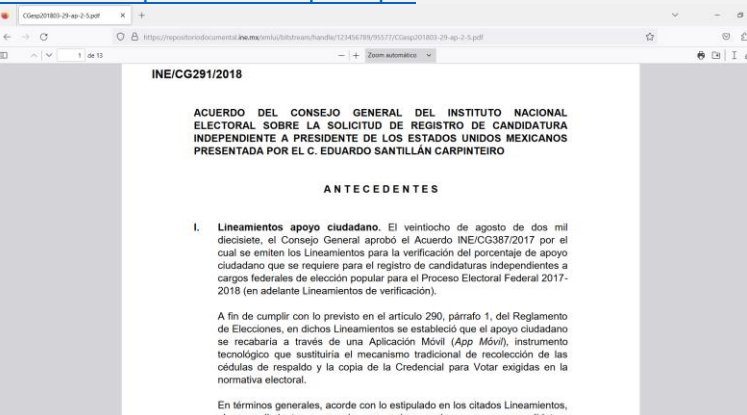 CGesp201803-29-ap-2-5.pdf
https://repositoriodocumental.ine.mx/xmlui/bitstream/handle/123456789/95577/CGesp201803-29-ap-2-5.pdf
1 de 13
Zoom automático
INE/CG291/2018
ACUERDO DEL CONSEJO GENERAL DEL INSTITUTO NACIONAL
ELECTORAL SOBRE LA SOLICITUD DE REGISTRO DE CANDIDATURA
INDEPENDIENTE A PRESIDENTE DE LOS ESTADOS UNIDOS MEXICANOS
PRESENTADA POR EL C. EDUARDO SANTILLÁN CARPINTEIRO
A N T E C E D E N T E S
I. Lineamientos apoyo ciudadano. El veintiocho de agosto de dos mil
diecisiete, el Consejo General aprobó el Acuerdo INE/CG387/2017 por el
cual se emiten los Lineamientos para la verificación del porcentaje de apoyo
ciudadano que se requiere para el registro de candidaturas independientes a
cargos federales de elección popular para el Proceso Electoral Federal 2017-
2018 (en adelante Lineamientos de verificación).
A fin de cumplir con lo previsto en el artículo 290, párrafo 1, del Reglamento
de Elecciones, en dichos Lineamientos se estableció que el apoyo ciudadano
se recabaría a través de una Aplicación Móvil (App Móvil), instrumento
tecnológico que sustituiría el mecanismo tradicional de recolección de las
cédulas de respaldo y la copia de la Credencial para Votar exigidas en la
normativa electoral.
En términos generales, acorde con lo estipulado en los citados Lineamientos,